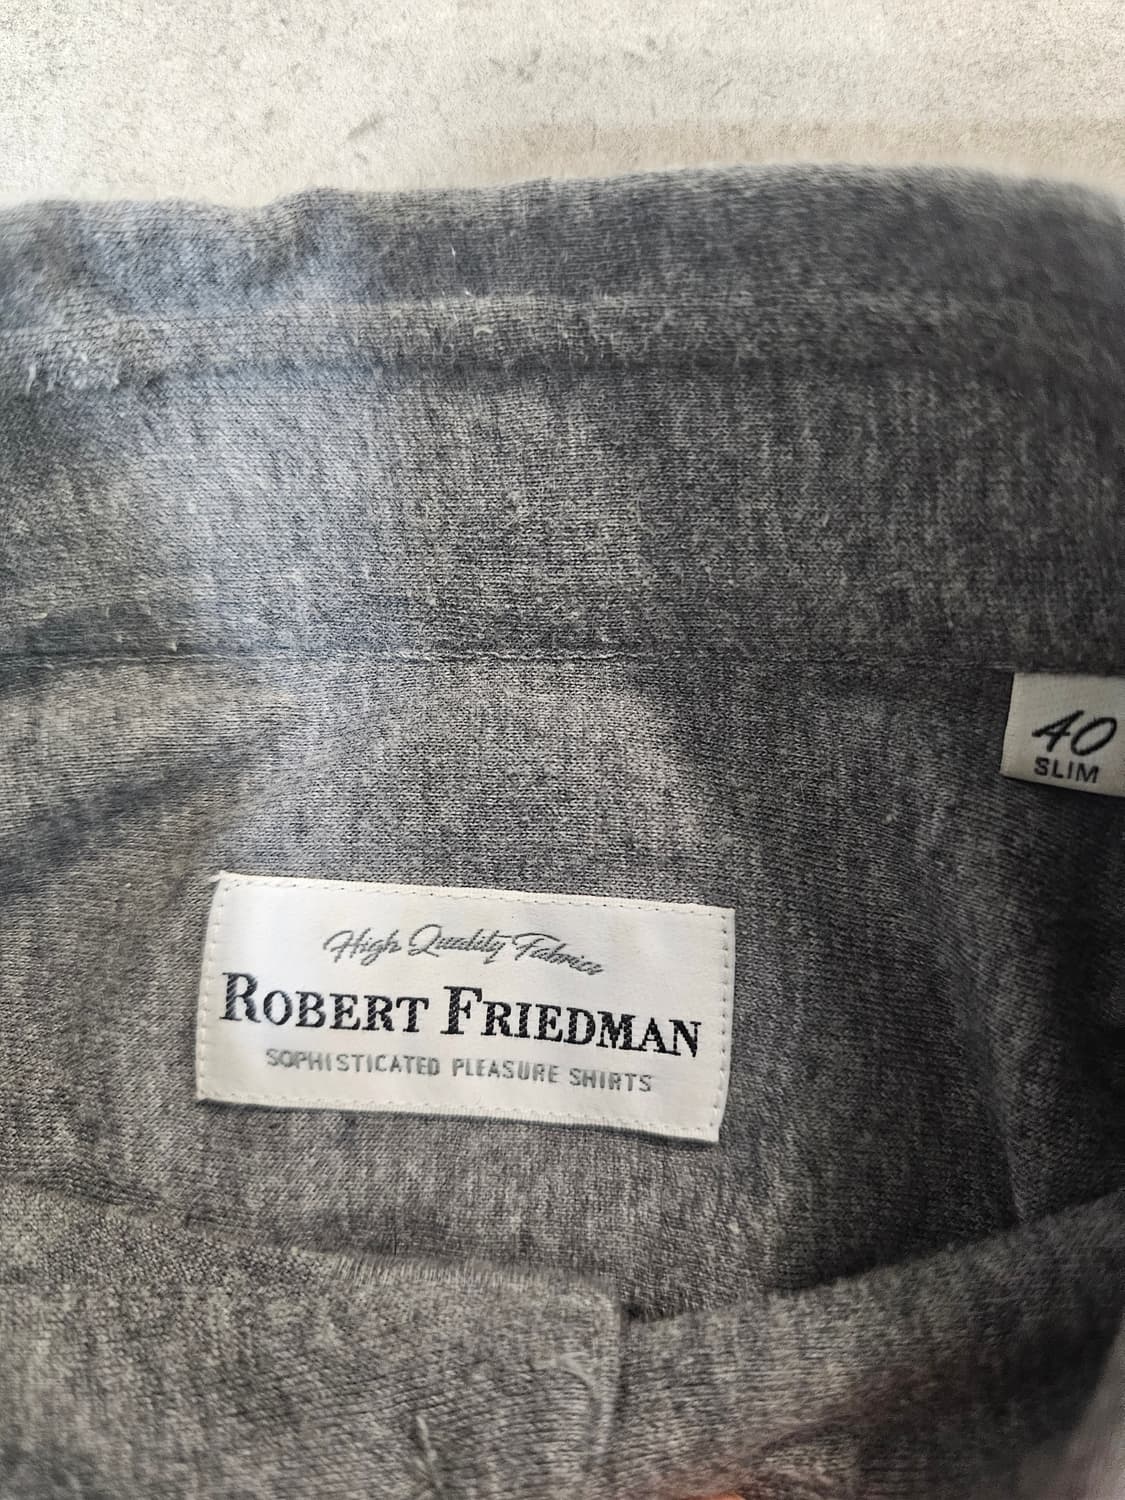 40
SLIM
High Quality Fabrics
ROBERT FRIEDMAN
SOPHISTICATED PLEASURE SHIRTS